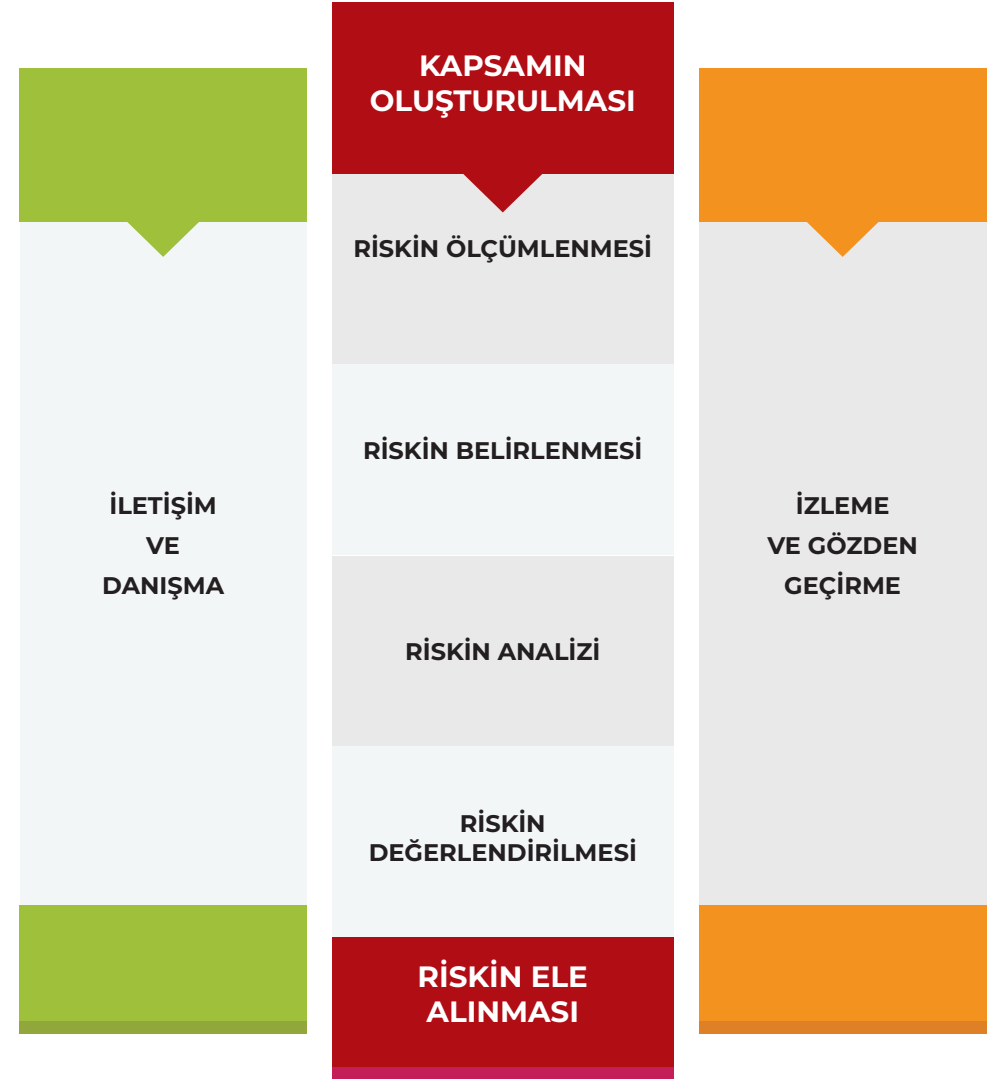 KAPSAMIN
OLUŞTURULMASI
RİSKİN ÖLÇÜMLENMESİ
RİSKİN BELİRLENMESİ
RİSKİN ANALİZİ
RİSKİN
DEĞERLENDİRİLMESİ
RİSKİN ELE
ALINMASI
İLETİŞİM
VE
DANIŞMA
İZLEME
VE GÖZDEN
GEÇİRME